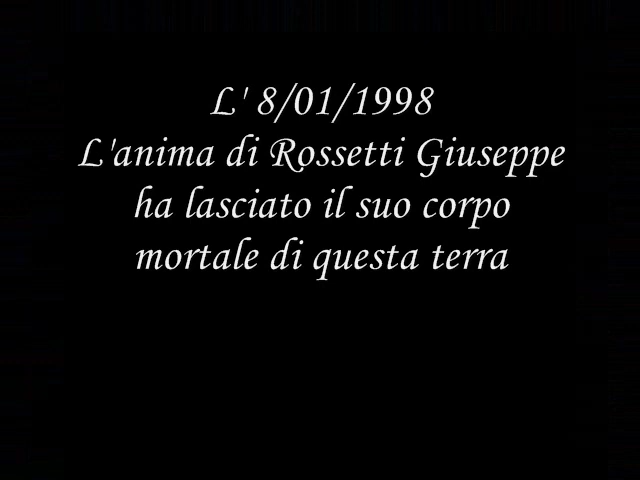 L' 8/01/1998
L'anima di Rossetti Giuseppe
ha lasciato il suo corpo
mortale di questa terra